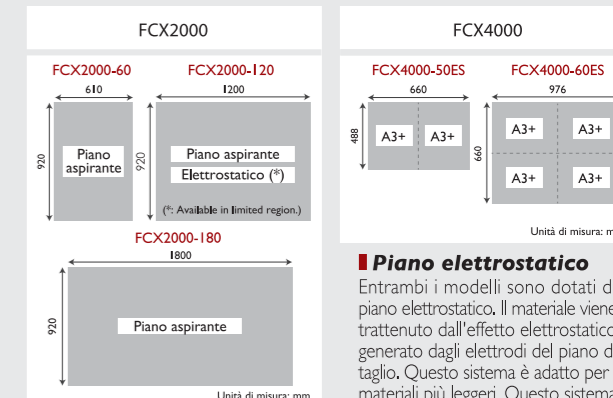 FCX2000
FCX2000-60
610
920
Piano
aspirante
FCX2000-120
1200
920
Piano aspirante
Elettrostatico (*)
(*: Available in limited region.)
FCX2000-180
1800
920
Piano aspirante
Unità di misura: mm
FCX4000
FCX4000-50ES
660
488
A3+ A3+
FCX4000-60ES
976
660
A3+ A3+
A3+ A3+
Unità di misura: m
Piano elettrostatico
Entrambi i modelli sono dotati d
piano elettrostatico. Il materiale viene
trattenuto dall'effetto elettrostatico
generato dagli elettrodi del piano d
taglio. Questo sistema è adatto per
materiali più leggeri. Questo sistema